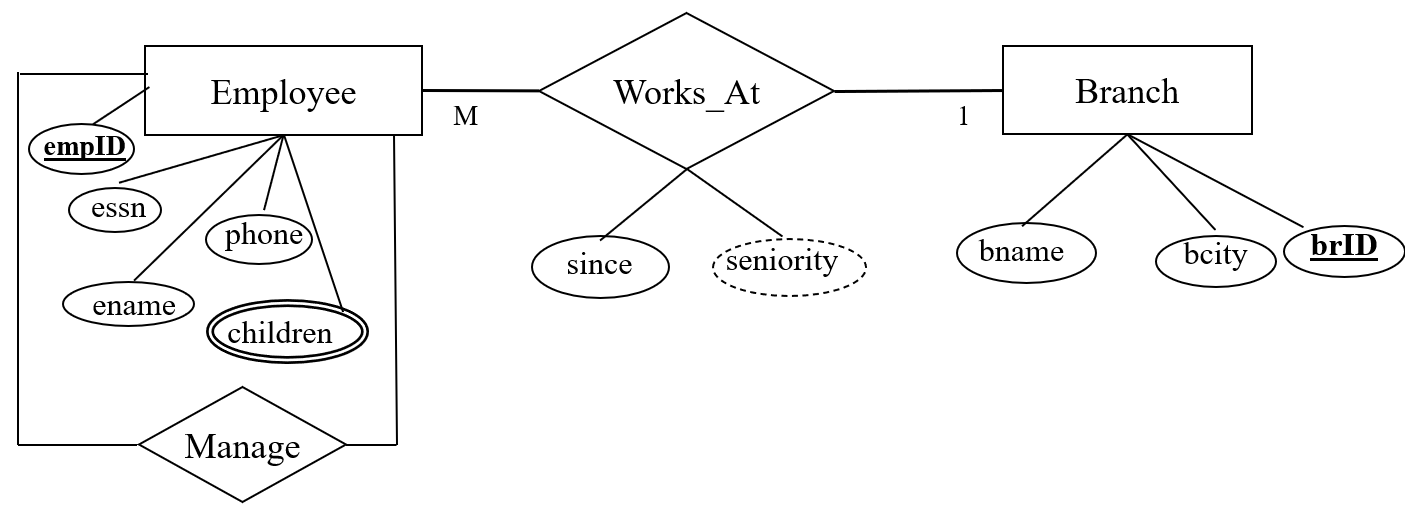 Employee
Works_At
Branch
M
1
empID
essn
phone
ename
children
since
seniority
bname
bcity
brID
Manage